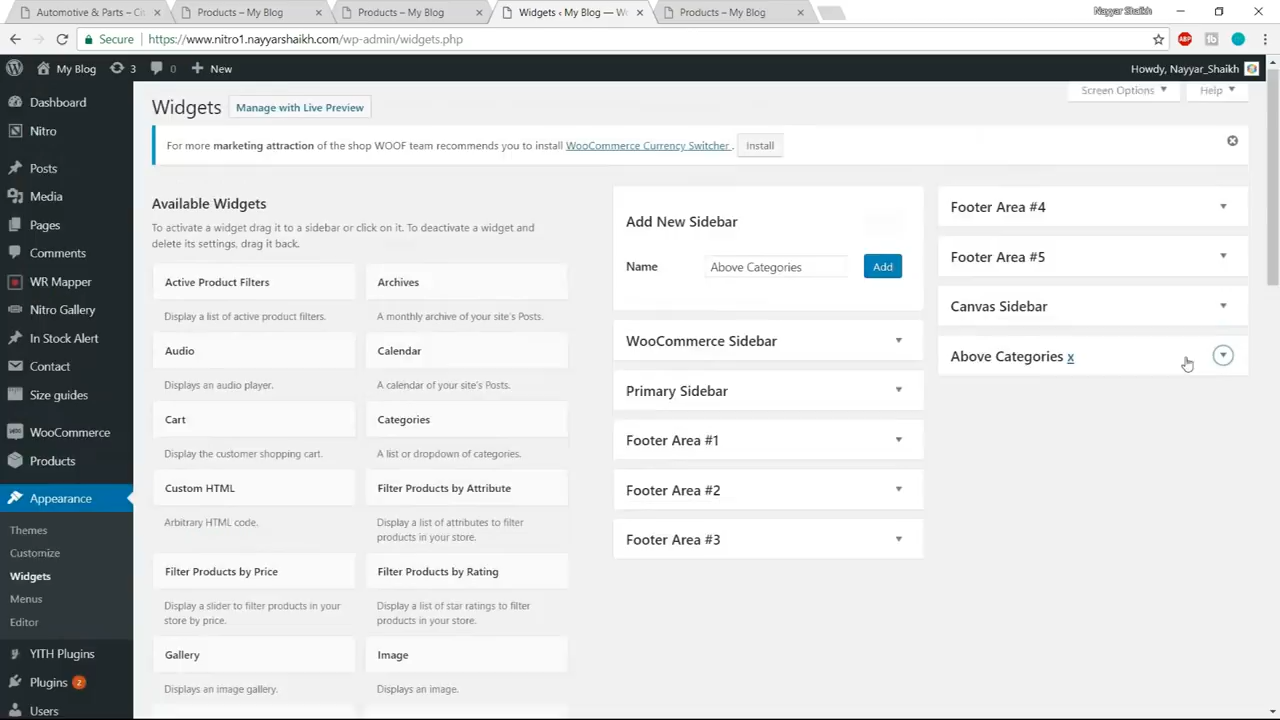 Automotive & Parts – Cit
Products – My Blog
Products – My Blog
Widgets ‹ My Blog — W
Products – My Blog
Nayyar Shaikh
Secure
https://www.nitro1.nayyarshaikh.com/wp-admin/widgets.php
My Blog
3
0
New
Howdy, Nayyar_Shaikh
Dashboard
Nitro
Posts
Media
Pages
Comments
WR Mapper
Nitro Gallery
In Stock Alert
Contact
Size guides
WooCommerce
Products
Appearance
Themes
Customize
Widgets
Menus
Editor
YITH Plugins
Plugins 2
Users
Widgets
Manage with Live Preview
Screen Options
Help
For more marketing attraction of the shop WOOF team recommends you to install WooCommerce Currency Switcher .
Install
Available Widgets
To activate a widget drag it to a sidebar or click on it. To deactivate a widget and
delete its settings, drag it back.
Active Product Filters
Display a list of active product filters.
Archives
A monthly archive of your site's Posts.
Audio
Displays an audio player.
Calendar
A calendar of your site's Posts.
Cart
Display the customer shopping cart.
Categories
A list or dropdown of categories.
Custom HTML
Arbitrary HTML code.
Filter Products by Attribute
Display a list of attributes to filter
products in your store.
Filter Products by Price
Display a slider to filter products in your
store by price.
Filter Products by Rating
Display a list of star ratings to filter
products in your store.
Gallery
Displays an image gallery.
Image
Displays an image.
Add New Sidebar
Name
Above Categories
Add
WooCommerce Sidebar
Primary Sidebar
Footer Area #1
Footer Area #2
Footer Area #3
Footer Area #4
Footer Area #5
Canvas Sidebar
Above Categories x